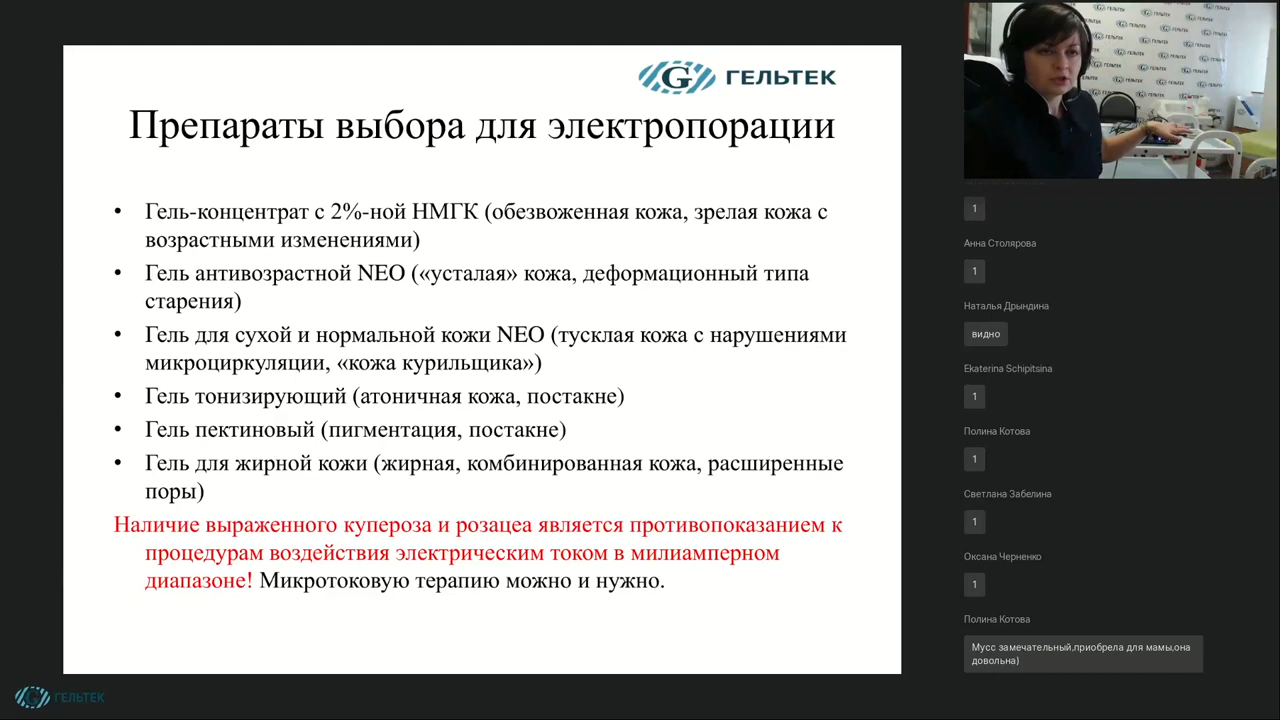 ГЕЛЬТЕК
Препараты выбора для электропорации
• Гель-концентрат с 2%-ной НМГК (обезвоженная кожа, зрелая кожа с
возрастными изменениями)
• Гель антивозрастной NEO («усталая» кожа, деформационный типа
старения)
• Гель для сухой и нормальной кожи NEO (тусклая кожа с нарушениями
микроциркуляции, «кожа курильщика»)
• Гель тонизирующий (атоничная кожа, постакне)
• Гель пектиновый (пигментация, постакне)
• Гель для жирной кожи (жирная, комбинированная кожа, расширенные
поры)
Наличие выраженного купероза и розацеа является противопоказанием к
процедурам воздействия электрическим током в милиамперном
диапазоне! Микротоковую терапию можно и нужно.
ГЕЛЬТЕК
1
Анна Столярова
1
Наталья Дрындина
видно
Ekaterina Schipitsina
1
Полина Котова
1
Светлана Забелина
1
Оксана Черненко
1
Полина Котова
Мусс замечательный,приобрела для мамы,она
довольна)